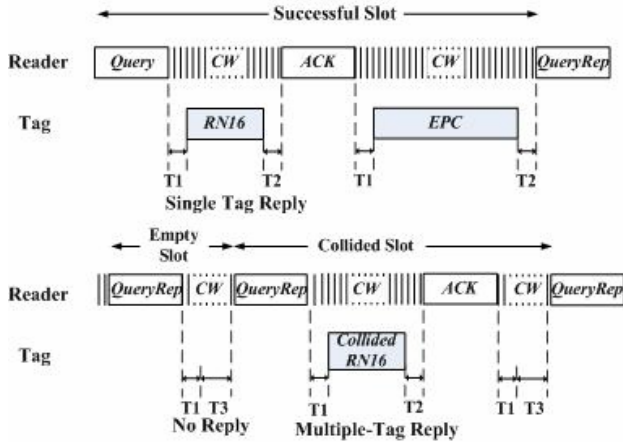 Successful Slot
Reader Query CW ACK CW QueryRep
Tag RN16 EPC
T1 T2 T1 T2
Single Tag Reply
Empty Slot Collided Slot
Reader QueryRep CW QueryRep CW ACK CW QueryRep
Tag Collided RN16
T1 T3 T1 T2 T1 T3
No Reply Multiple-Tag Reply